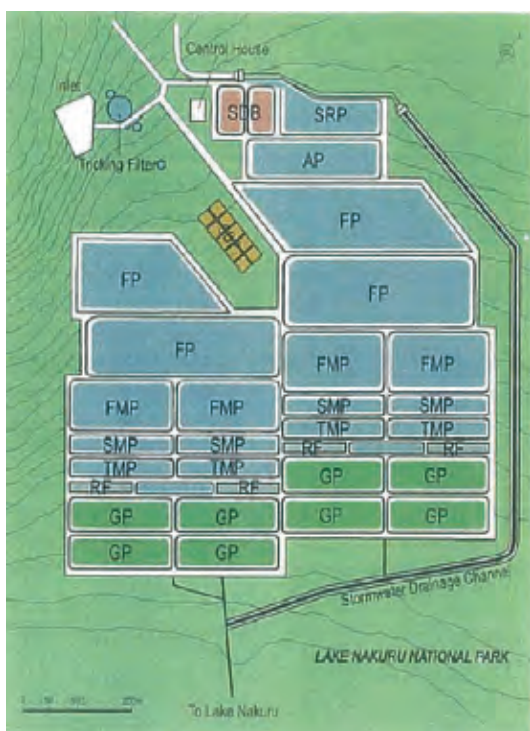 Control House
Inlet
SDB
SRP
Tricking Filter
AP
FP
FP
FP
FP
FMP FMP
SMP SMP
TMP TMP
RF RF
GP GP
GP GP
FMP FMP
SMP SMP
TMP TMP
RF RF
GP GP
GP GP
Stormwater Drainage Channel
LAKE NAKURU NATIONAL PARK
To Lake Nakuru